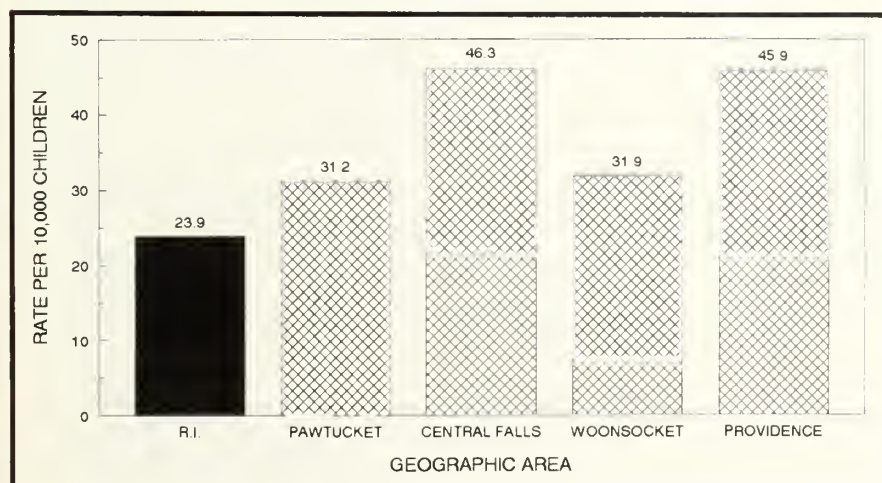 RATE PER 10,000 CHILDREN
50
40
30
20
10
0
23.9
31.2
46.3
31.9
45.9
R.I.
PAWTUCKET
CENTRAL FALLS
WOONSOCKET
PROVIDENCE
GEOGRAPHIC AREA